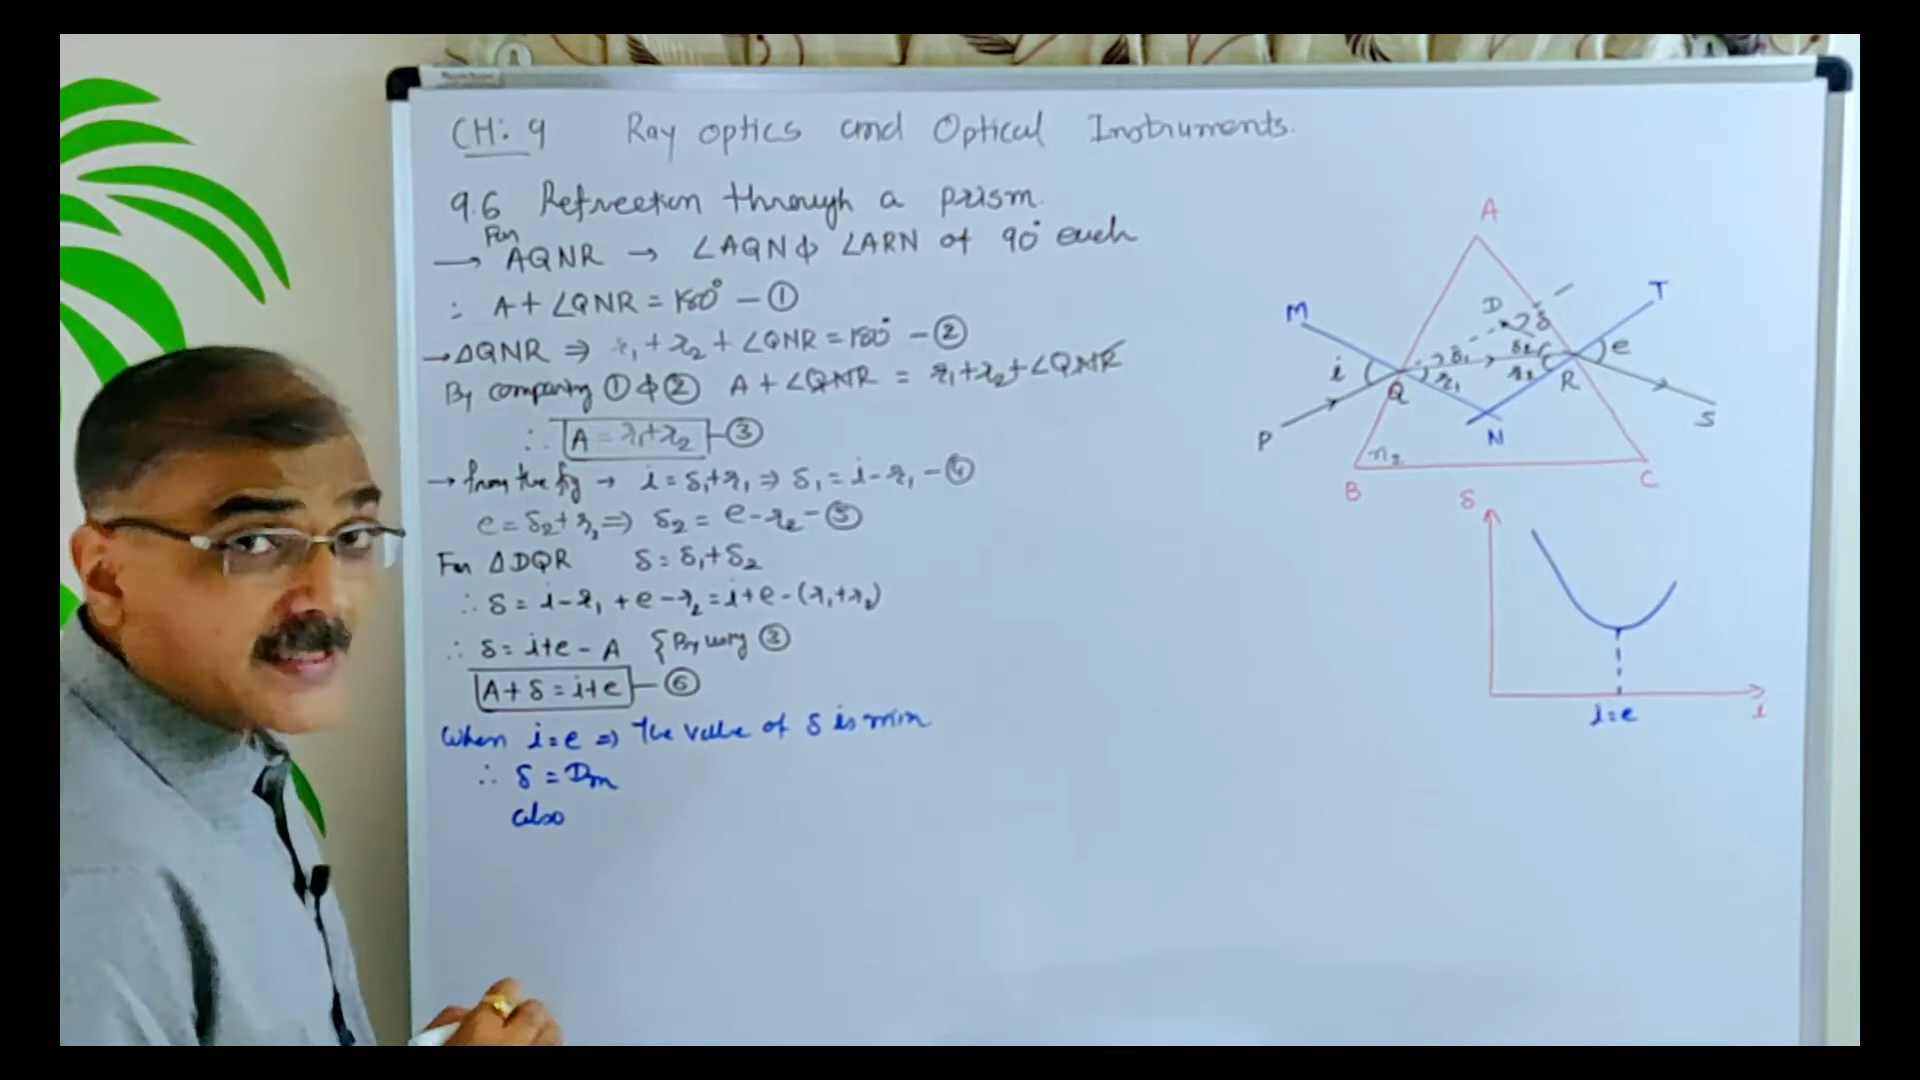 CH: 9 Ray optics and Optical Instruments.
9.6 Refraction through a prism.
For
→ AQNR → ∠AQN & ∠ARN of 90° each
∴ A + ∠QNR = 180° - ①
→ ΔQNR ⇒ r₁ + r₂ + ∠QNR = 180° - ②
By comparing ① & ② A + ∠QNR = r₁ + r₂ + ∠QNR
∴ A = r₁ + r₂ - ③
→ from the fig → i = δ₁ + r₁ ⇒ δ₁ = i - r₁ - ④
e = δ₂ + r₂ ⇒ δ₂ = e - r₂ - ⑤
For ΔDQR δ = δ₁ + δ₂
∴ δ = i - r₁ + e - r₂ = i + e - (r₁ + r₂)
∴ δ = i + e - A {By using ③
A + δ = i + e - ⑥
When i = e ⇒ The value of δ is min
∴ δ = Dm
also
A
M
T
D
δ
i
δ₁
δ₂
e
Q
r₁
r₂
R
P
N
S
n₂
B
C
δ
i = e
i